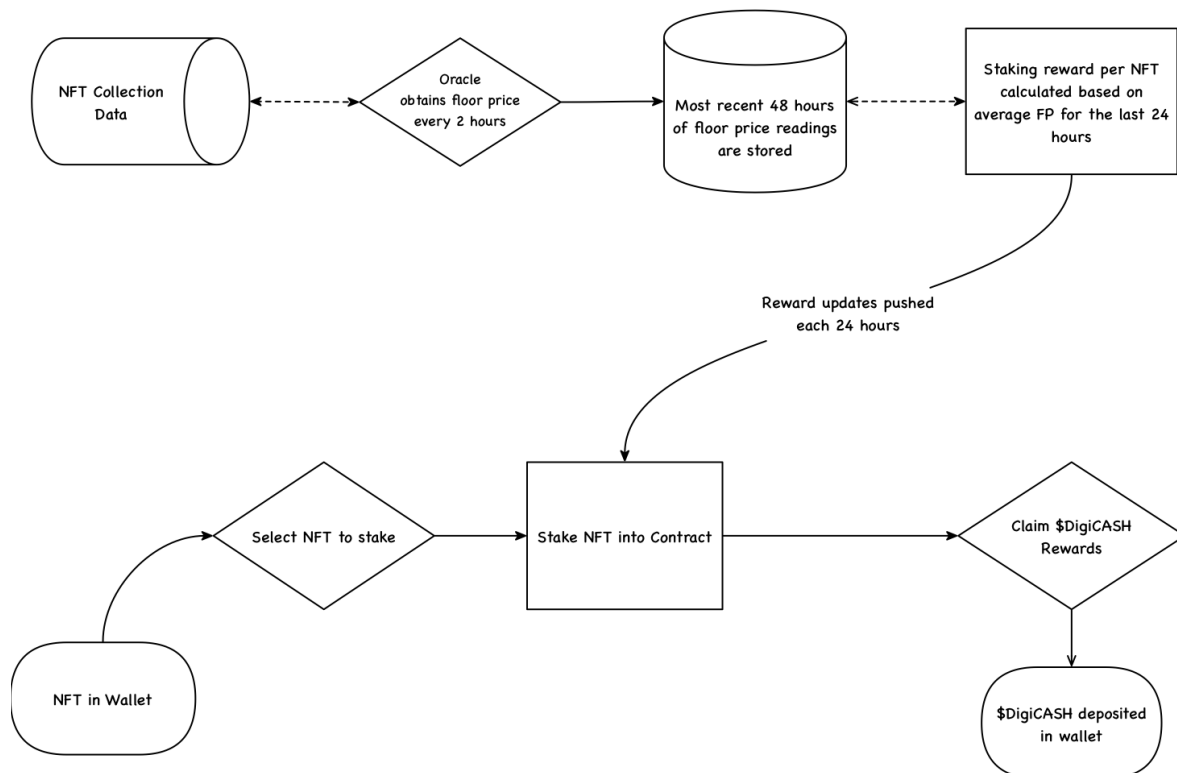 NFT Collection
Data
Oracle
obtains floor price
every 2 hours
Most recent 48 hours
of floor price readings
are stored
Staking reward per NFT
calculated based on
average FP for the last 24
hours
Reward updates pushed
each 24 hours
Select NFT to stake
Stake NFT into Contract
Claim $DigiCASH
Rewards
NFT in Wallet
$DigiCASH deposited
in wallet